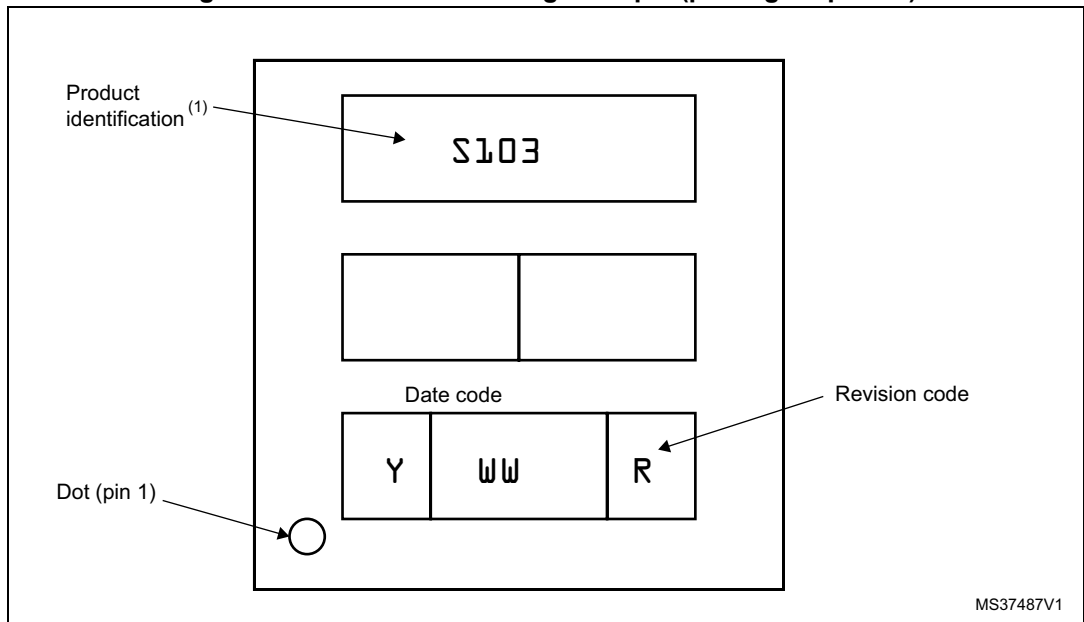 Product
identification (1)
S103
Date code
Revision code
Y WW R
Dot (pin 1)
MS37487V1